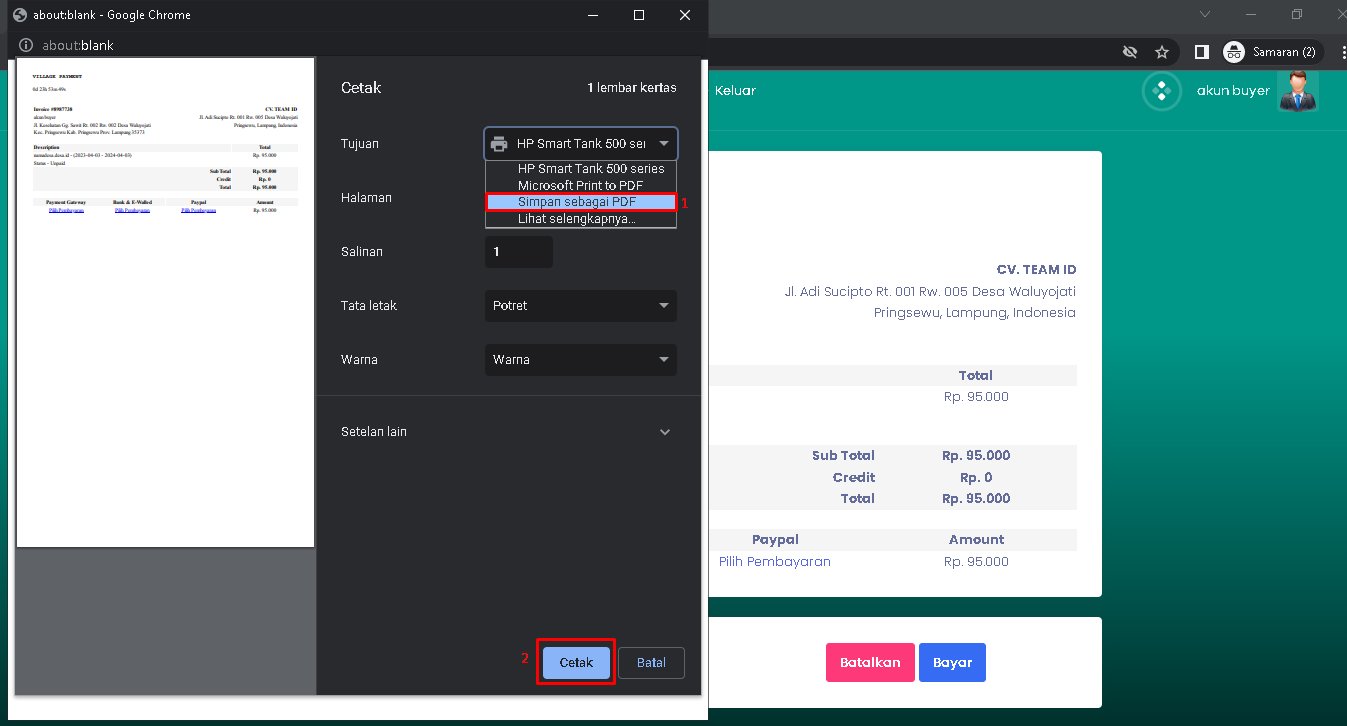 about:blank - Google Chrome
about:blank
Samaran (2)
VILLAGE PAYMENT
0d 23h 53m 49s
Invoice #8987738
akun buyer
Jl. Kesehatan Gg. Sawit Rt. 002 Rw. 002 Desa Waluyojati
Kec. Pringsewu Kab. Pringsewu Prov. Lampung 35373
CV. TEAM ID
Jl. Adi Sucipto Rt. 001 Rw. 005 Desa Waluyojati
Pringsewu, Lampung, Indonesia
Description Total
namadesa.desa.id - (2023-04-03 - 2024-04-03) Rp. 95.000
Status - Unpaid
Sub Total Rp. 95.000
Credit Rp. 0
Total Rp. 95.000
Payment Gateway Bank & E-Walled Paypal Amount
Pilih Pembayaran Pilih Pembayaran Pilih Pembayaran Rp. 95.000
Cetak 1 lembar kertas
Tujuan HP Smart Tank 500 ser
HP Smart Tank 500 series
Microsoft Print to PDF
Simpan sebagai PDF 1
Lihat selengkapnya...
Halaman
Salinan 1
Tata letak Potret
Warna Warna
Setelan lain
2 Cetak Batal
Keluar akun buyer
CV. TEAM ID
Jl. Adi Sucipto Rt. 001 Rw. 005 Desa Waluyojati
Pringsewu, Lampung, Indonesia
Total
Rp. 95.000
Sub Total Rp. 95.000
Credit Rp. 0
Total Rp. 95.000
Paypal Amount
Pilih Pembayaran Rp. 95.000
Batalkan Bayar